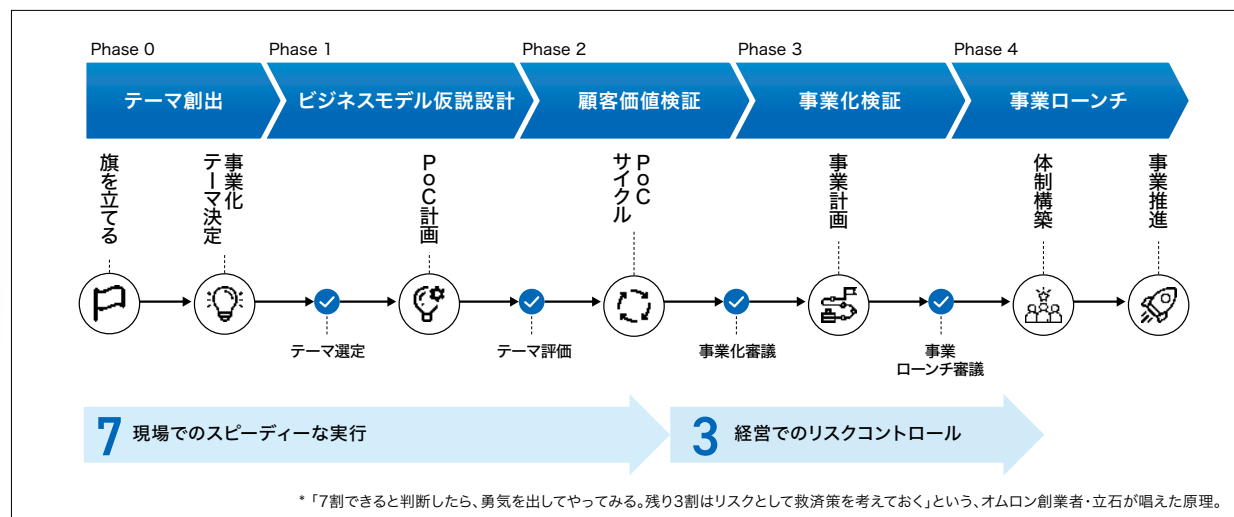 Phase 0
Phase 1
Phase 2
Phase 3
Phase 4
テーマ創出
ビジネスモデル仮説設計
顧客価値検証
事業化検証
事業ローンチ
旗を立てる
事業化
テーマ決定
PoC計画
PoC
サイクル
事業計画
体制構築
事業推進
テーマ選定
テーマ評価
事業化審議
事業
ローンチ審議
7 現場でのスピーディーな実行
3 経営でのリスクコントロール
* 「7割できると判断したら、勇気を出してやってみる。残り3割はリスクとして救済策を考えておく」という、オムロン創業者・立石が唱えた原理。